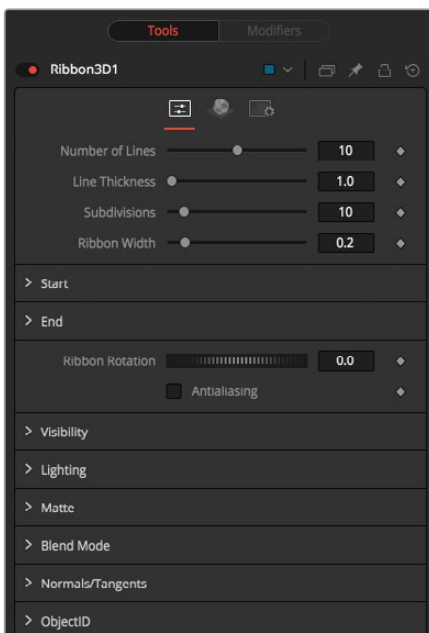 Tools Modifiers
Ribbon3D1
Number of Lines 10
Line Thickness 1.0
Subdivisions 10
Ribbon Width 0.2
> Start
> End
Ribbon Rotation 0.0
Antialiasing
> Visibility
> Lighting
> Matte
> Blend Mode
> Normals/Tangents
> ObjectID